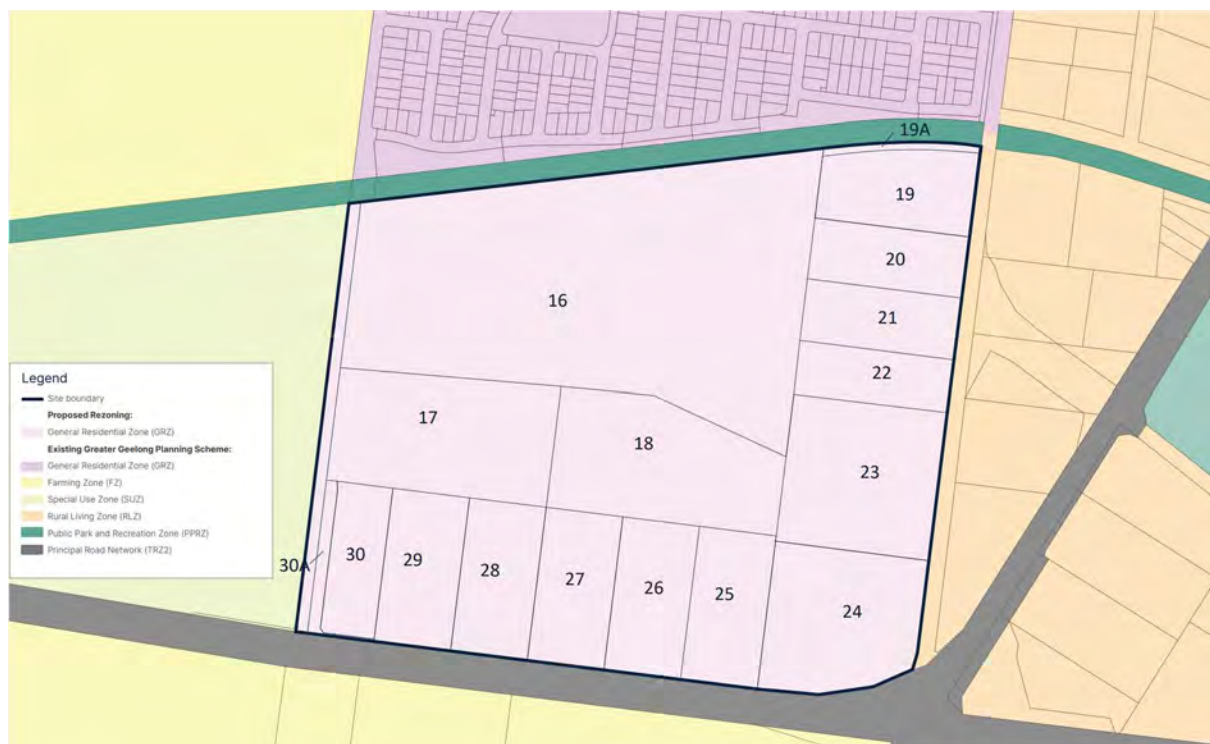 19A
19
20
16
21
22
17
18
23
30A
30
29
28
27
26
25
24
Legend
Site boundary
Proposed Rezoning:
General Residential Zone (GRZ)
Existing Greater Geelong Planning Scheme:
General Residential Zone (GRZ)
Farming Zone (FZ)
Special Use Zone (SUZ)
Rural Living Zone (RLZ)
Public Park and Recreation Zone (PPRZ)
Principal Road Network (TRZ2)